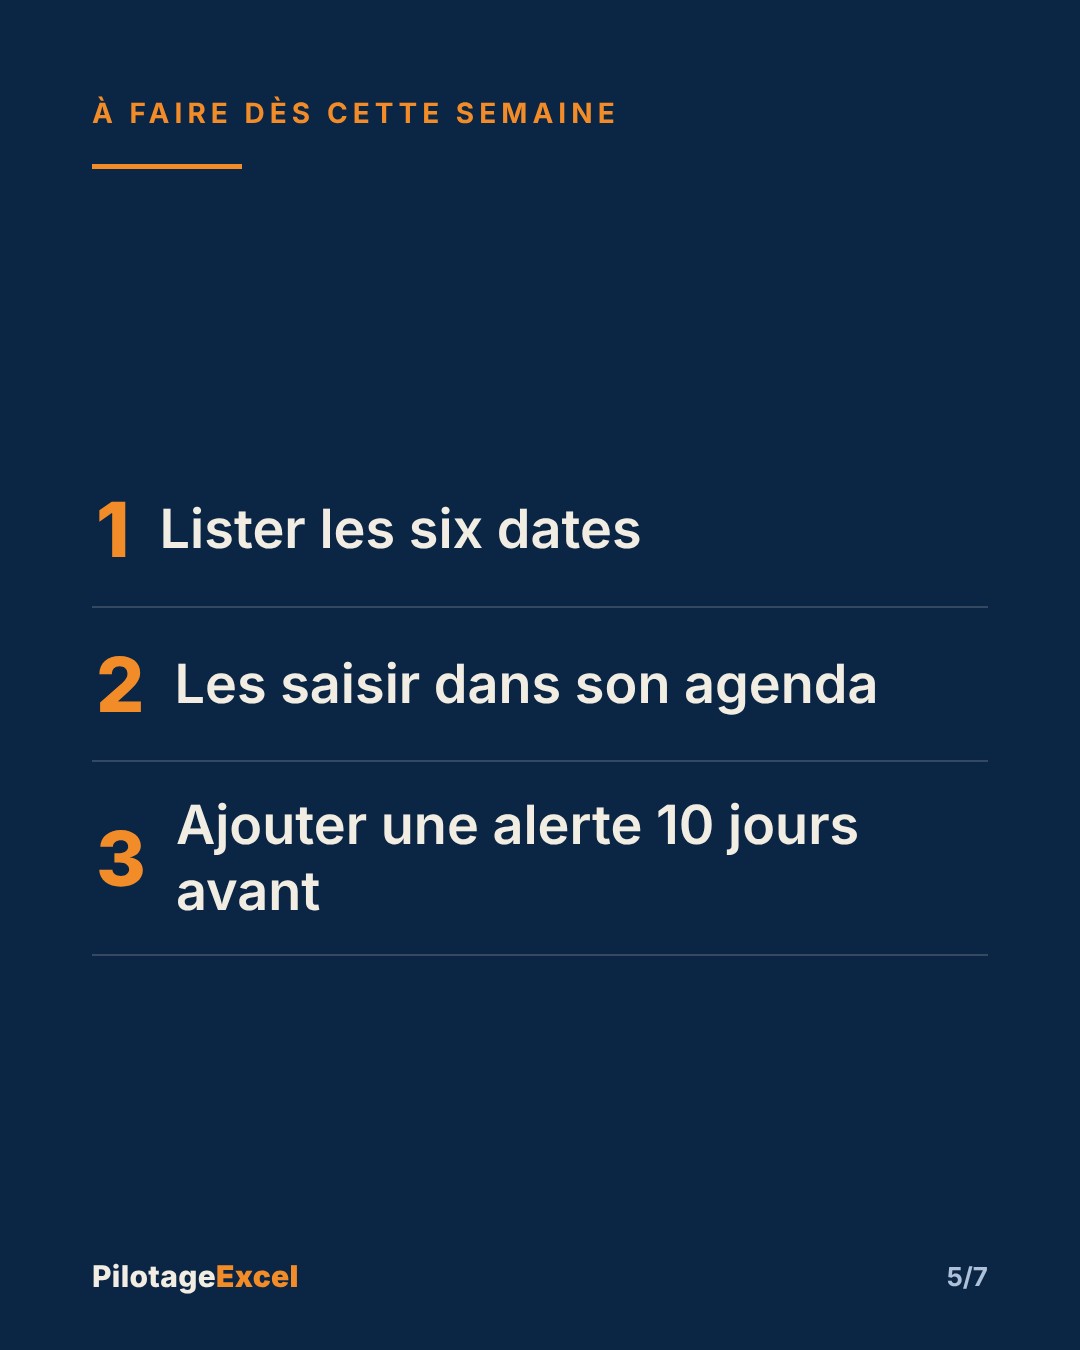 À FAIRE DÈS CETTE SEMAINE
1 Lister les six dates
2 Les saisir dans son agenda
3 Ajouter une alerte 10 jours
avant
PilotageExcel
5/7